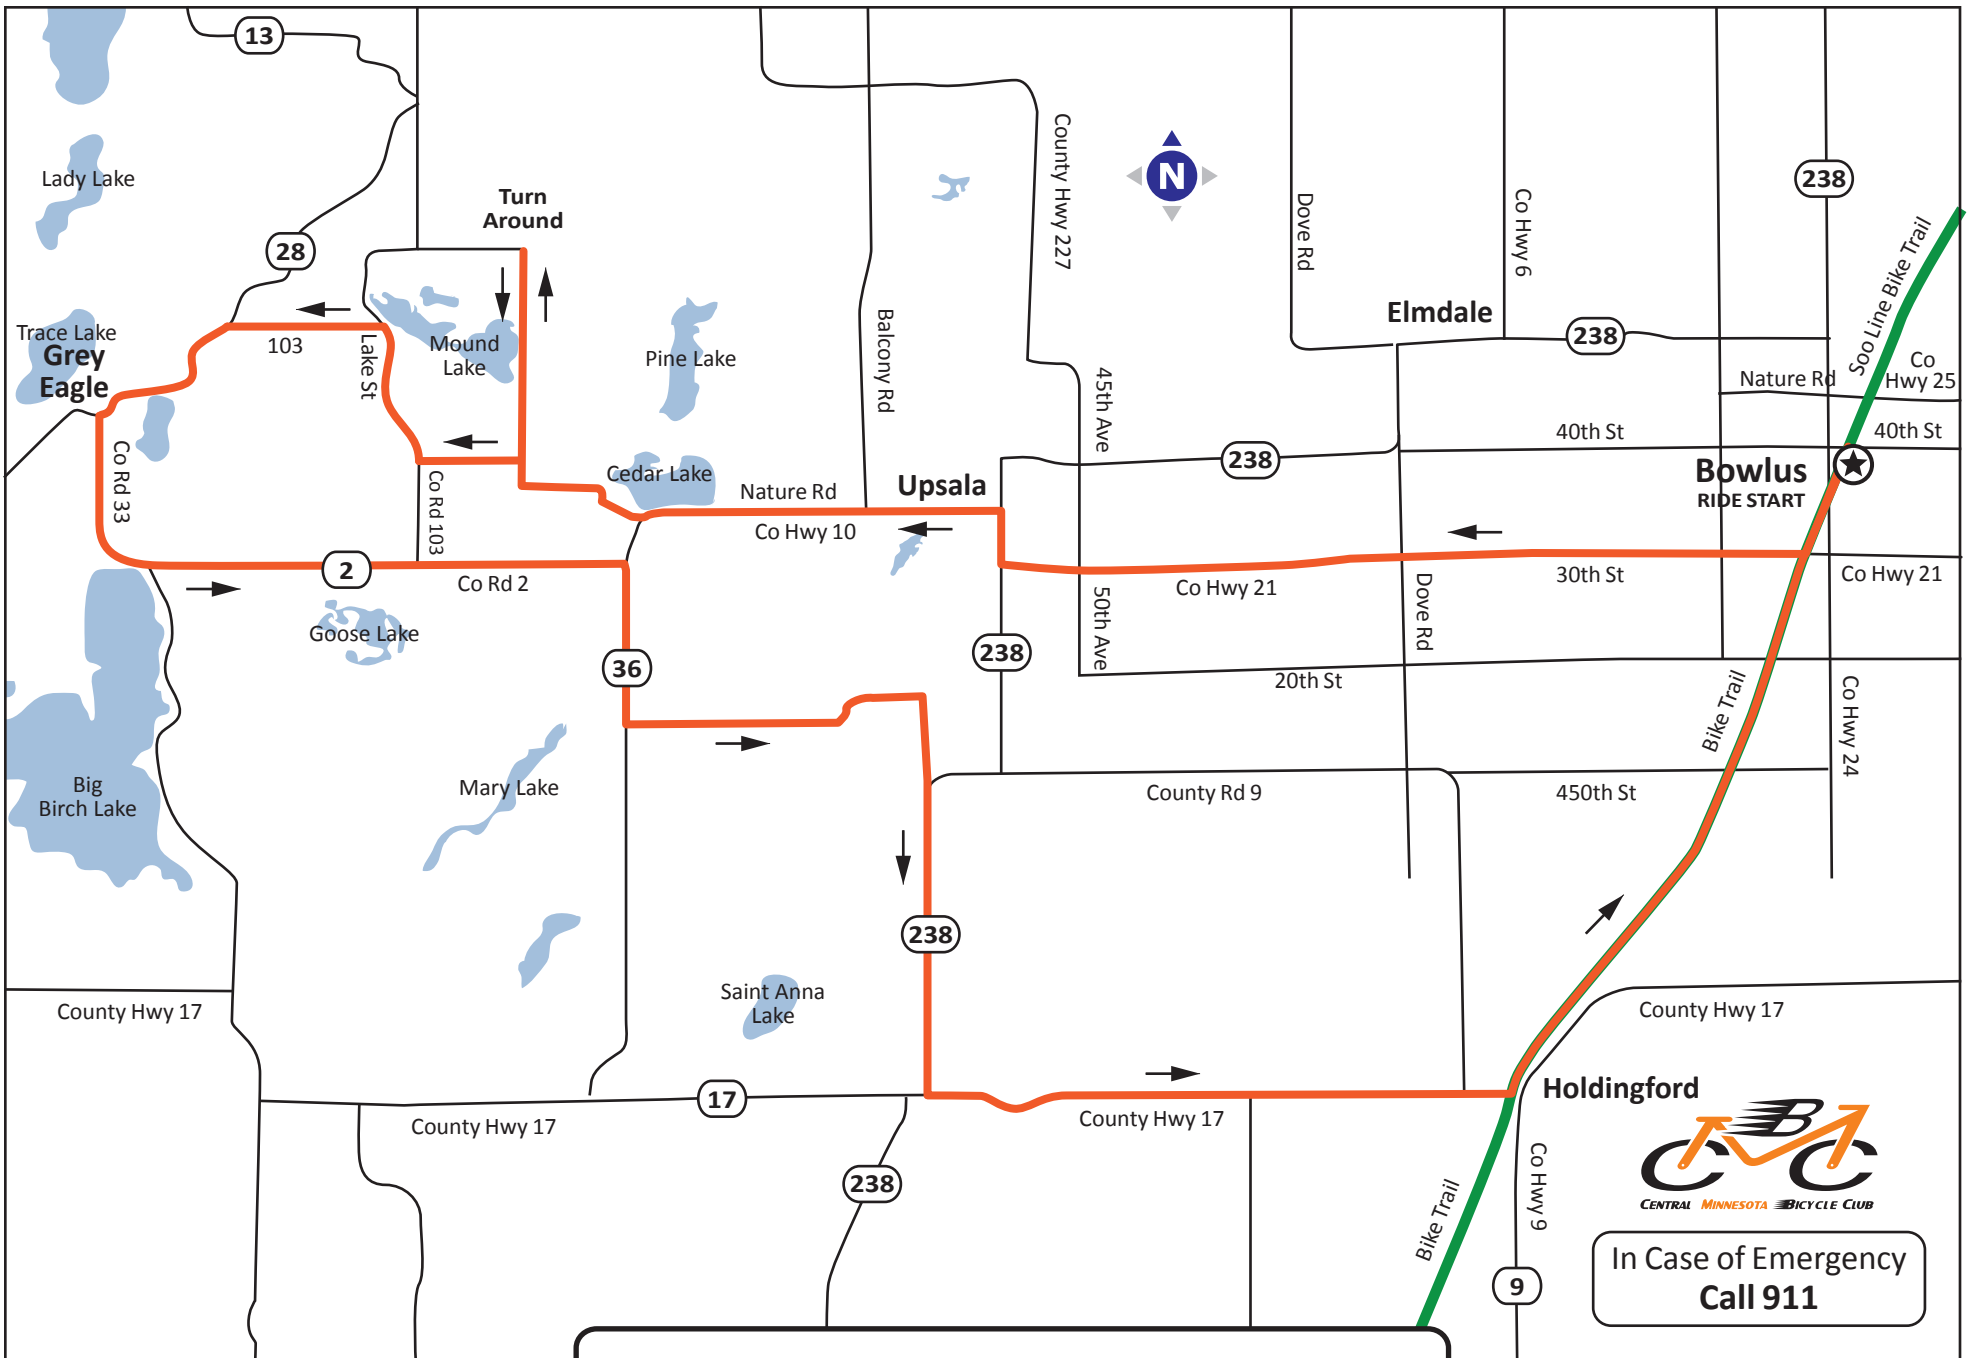 13
Lady Lake
28
Turn
Around
County Hwy 227
N
Dove Rd
Co Hwy 6
238
Soo Line Bike Trail
Trace Lake
Grey
Eagle
103
Lake St
Mound
Lake
Pine Lake
Balcony Rd
Elmdale
238
Nature Rd
Co
Hwy 25
45th Ave
40th St
40th St
238
Bowlus
RIDE START
Co Rd 33
Co Rd 103
Cedar Lake
Nature Rd
Upsala
Co Hwy 10
2
Co Rd 2
Co Hwy 21
30th St
Co Hwy 21
50th Ave
Dove Rd
Goose Lake
36
238
20th St
Bike Trail
Co Hwy 24
Big
Birch Lake
Mary Lake
County Rd 9
450th St
238
Saint Anna
Lake
County Hwy 17
County Hwy 17
17
County Hwy 17
County Hwy 17
Holdingford
238
Bike Trail
Co Hwy 9
9
C B C
CENTRAL MINNESOTA BICYCLE CLUB
In Case of Emergency
Call 911